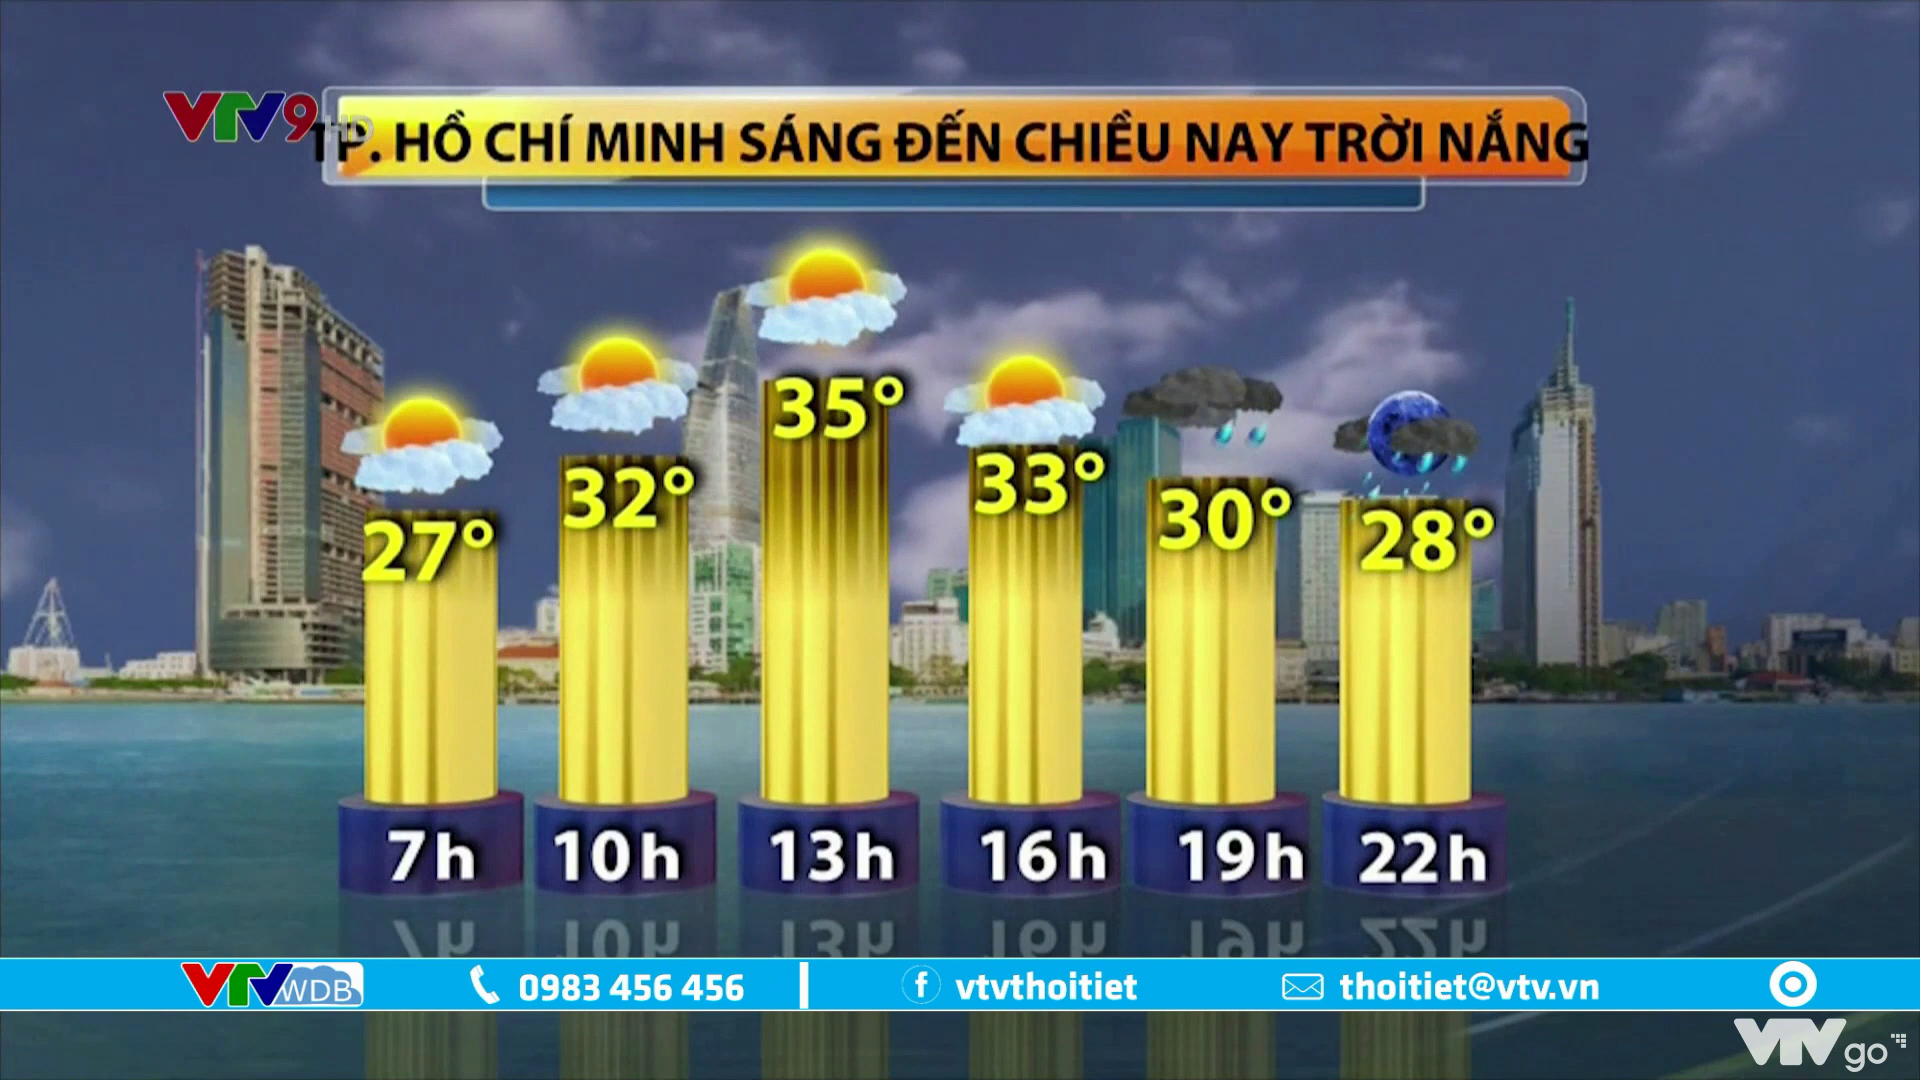 VTV9 HD
TP. HỒ CHÍ MINH SÁNG ĐẾN CHIỀU NAY TRỜI NẮNG
27° 32° 35° 33° 30° 28°
7h 10h 13h 16h 19h 22h
VTV WDB 0983 456 456 f vtvthoitiet thoitiet@vtv.vn
VTV go